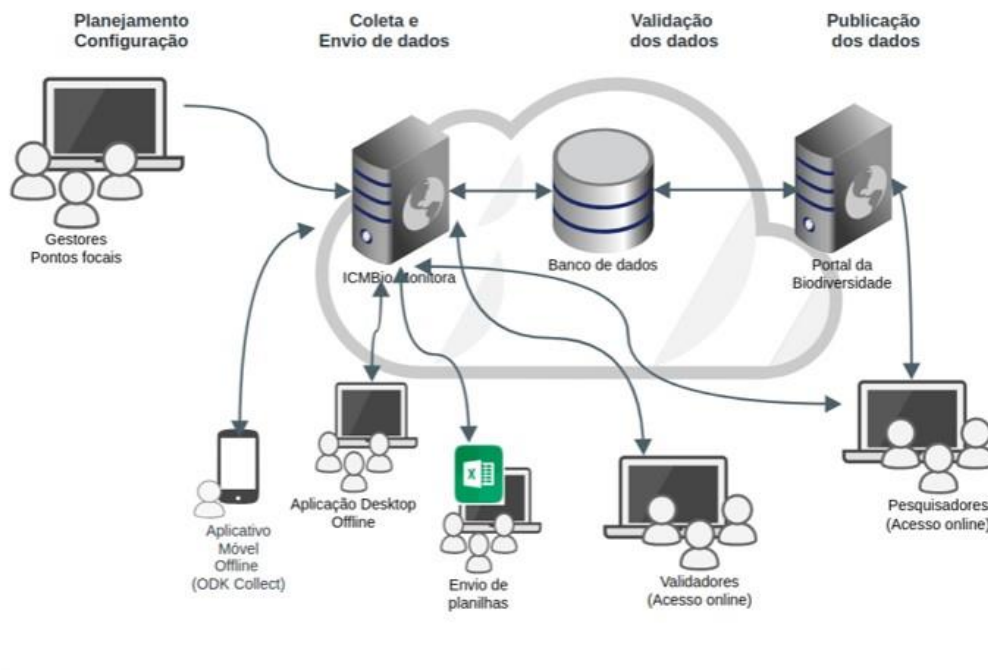 Planejamento
Configuração
Coleta e
Envio de dados
Validação
dos dados
Publicação
dos dados
Gestores
Pontos focais
ICMBio Monitora
Banco de dados
Portal da
Biodiversidade
Aplicativo
Móvel
Offline
(ODK Collect)
Aplicação Desktop
Offline
X
Envio de
planilhas
Validadores
(Acesso online)
Pesquisadores
(Acesso online)